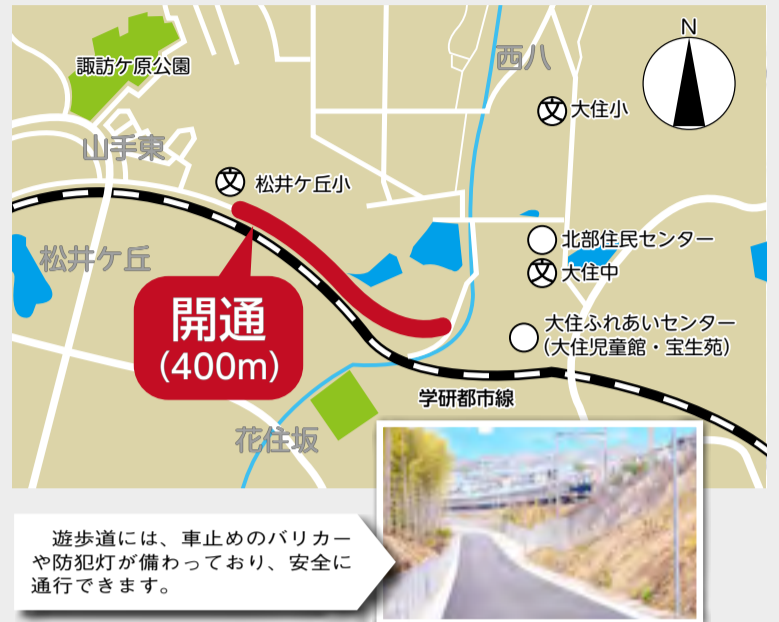 N
西八
諏訪ケ原公園
文
大住小
山手東
文
松井ケ丘小
北部住民センター
松井ケ丘
文
大住中
開通
(400m)
大住ふれあいセンター
(大住児童館・宝生苑)
学研都市線
花住坂
遊歩道には、車止めのバリカー
や防犯灯が備わっており、安全に
通行できます。